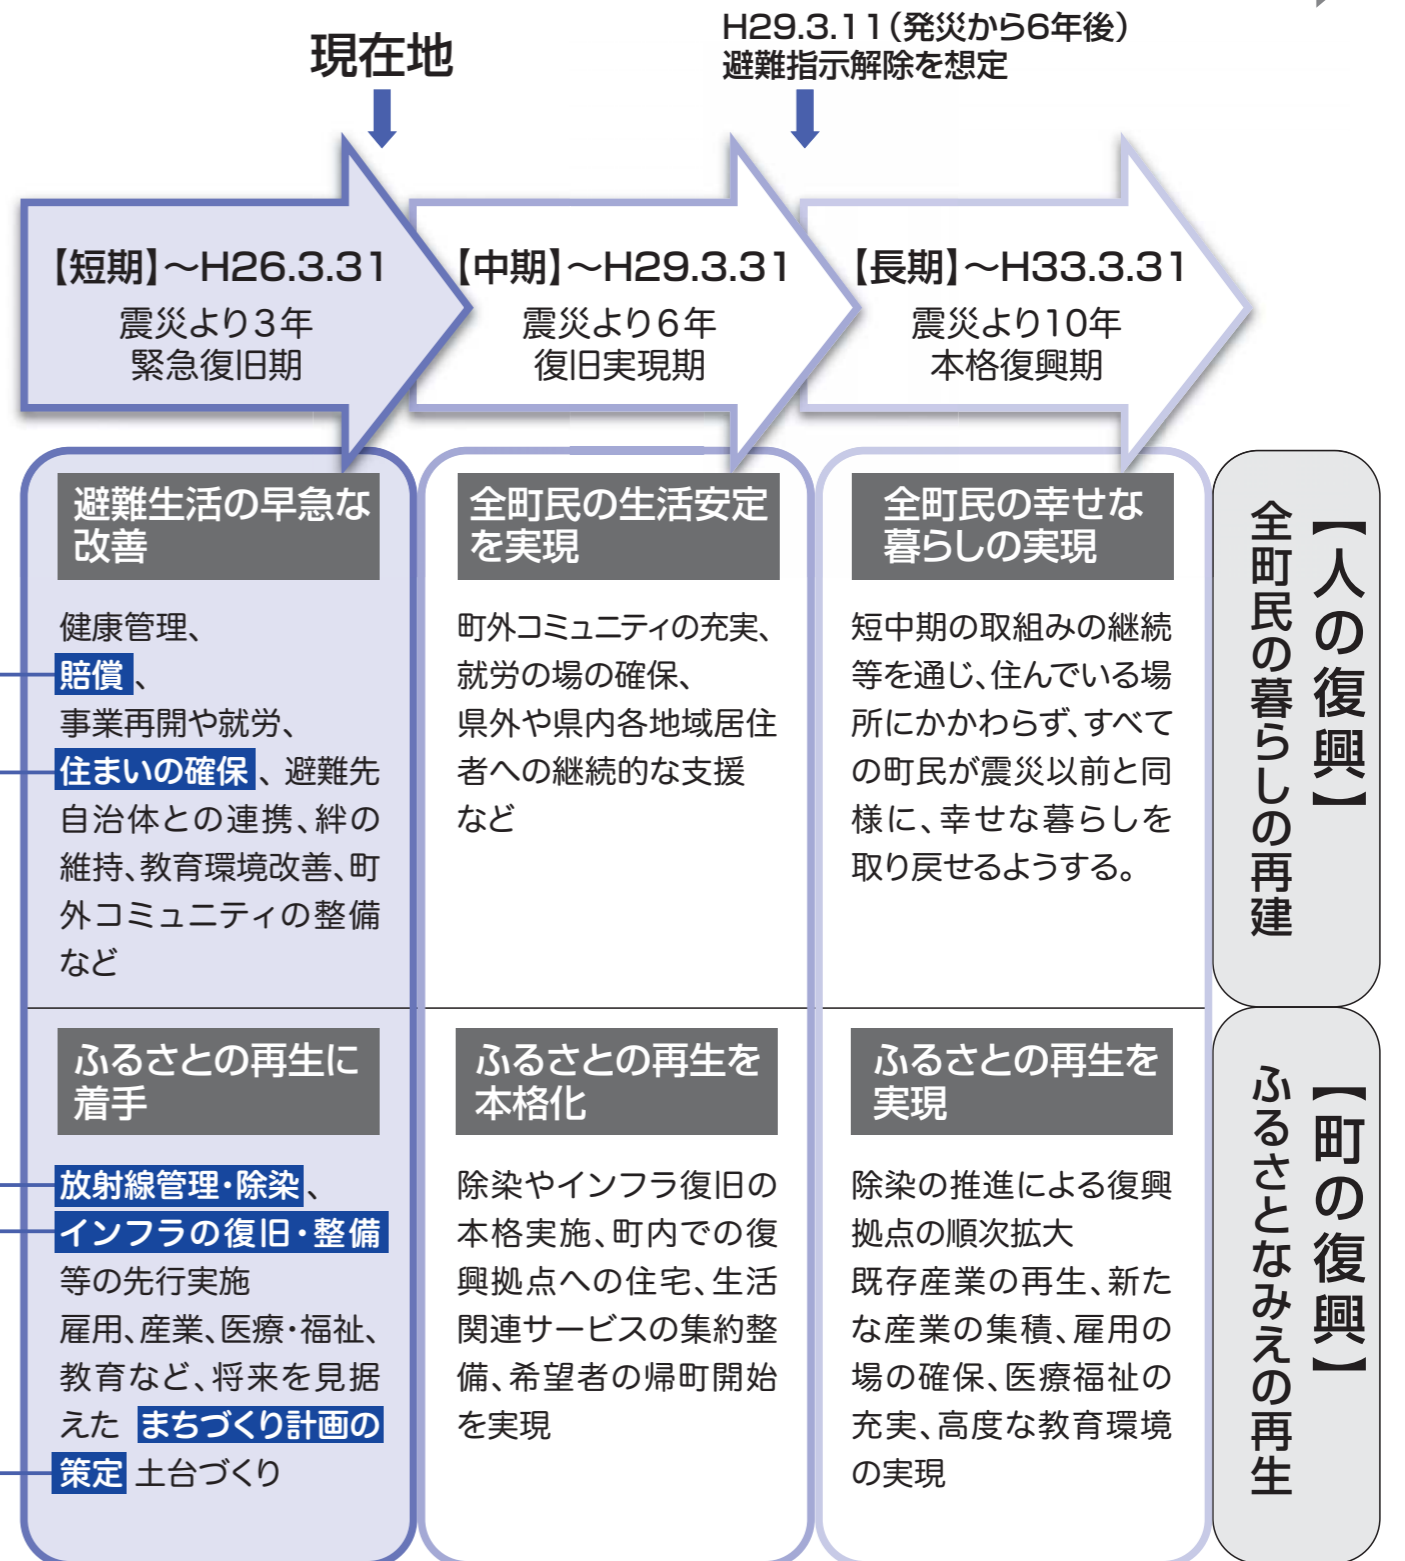 現在地
H29.3.11(発災から6年後)
避難指示解除を想定
【短期】～H26.3.31
震災より3年
緊急復旧期
【中期】～H29.3.31
震災より6年
復旧実現期
【長期】～H33.3.31
震災より10年
本格復興期
避難生活の早急な
改善
健康管理、
賠償、
事業再開や就労、
住まいの確保、避難先
自治体との連携、絆の
維持、教育環境改善、町
外コミュニティの整備
など
全町民の生活安定
を実現
町外コミュニティの充実、
就労の場の確保、
県外や県内各地域居住
者への継続的な支援
など
全町民の幸せな
暮らしの実現
短中期の取組みの継続
等を通じ、住んでいる場
所にかかわらず、すべて
の町民が震災以前と同
様に、幸せな暮らしを
取り戻せるようする。
【人の復興】
全町民の暮らしの再建
ふるさとの再生に
着手
放射線管理・除染、
インフラの復旧・整備
等の先行実施
雇用、産業、医療・福祉、
教育など、将来を見据
えた まちづくり計画の
策定 土台づくり
ふるさとの再生を
本格化
除染やインフラ復旧の
本格実施、町内での復
興拠点への住宅、生活
関連サービスの集約整
備、希望者の帰町開始
を実現
ふるさとの再生を
実現
除染の推進による復興
拠点の順次拡大
既存産業の再生、新た
な産業の集積、雇用の
場の確保、医療福祉の
充実、高度な教育環境
の実現
【町の復興】
ふるさとなみえの再生